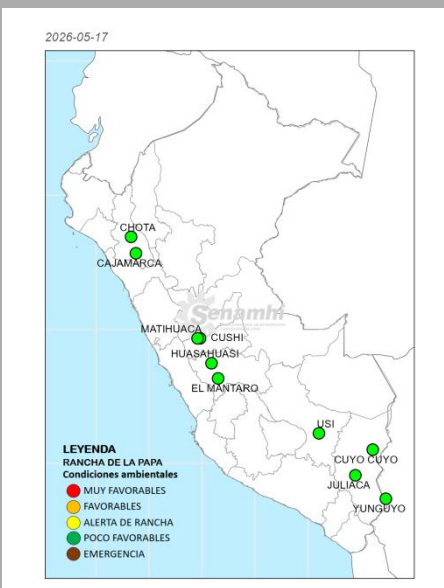 2026-05-17
CHOTA
CAJAMARCA
Senamhi
MATIHUACA
CUSHI
HUASAHUASI
EL MANTARO
USI
CUYO CUYO
JULIACA
YUNGUYO
LEYENDA
RANCHA DE LA PAPA
Condiciones ambientales
MUY FAVORABLES
FAVORABLES
ALERTA DE RANCHA
POCO FAVORABLES
EMERGENCIA